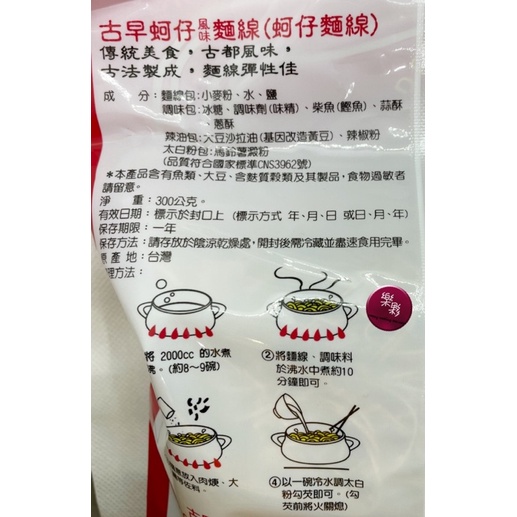 古早蚵仔風味麵線(蚵仔麵線)
傳統美食，古都風味，
古法製成，麵線彈性佳
成　分：麵線包:小麥粉、水、鹽
調味包:冰糖、調味劑(味精)、柴魚(鰹魚)、蒜酥
、蔥酥
辣油包:大豆沙拉油(基因改造黃豆)、辣椒粉
太白粉包:馬鈴薯澱粉
(品質符合國家標準CNS3962號)
*本產品含有魚類、大豆、含麩質穀類及其製品，食物過敏者
請留意。
淨　重：300公克。
有效日期：標示於封口上 (標示方式 年、月、日 或日、月、年)
保存期限：一年
保存方法：請存放於陰涼乾燥處，開封後需冷藏並盡速食用完畢。
原產地：台灣
理方法：
將 2000cc 的水煮
沸。(約8～9碗)
②將麵線、調味料
於沸水中煮約10
分鐘即可。
放入肉焿、大
等佐料。
④以一碗冷水調太白
粉勾芡即可。(勾
芡前將火關熄)